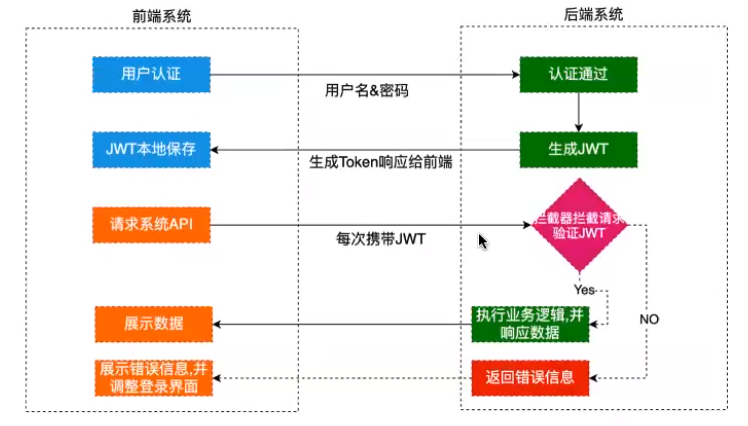 前端系统
后端系统
用户认证
用户名&密码
认证通过
JWT本地保存
生成Token响应给前端
生成JWT
请求系统API
每次携带JWT
拦截器拦截请求
验证JWT
Yes
NO
展示数据
执行业务逻辑,并
响应数据
展示错误信息,并
调整登录界面
返回错误信息